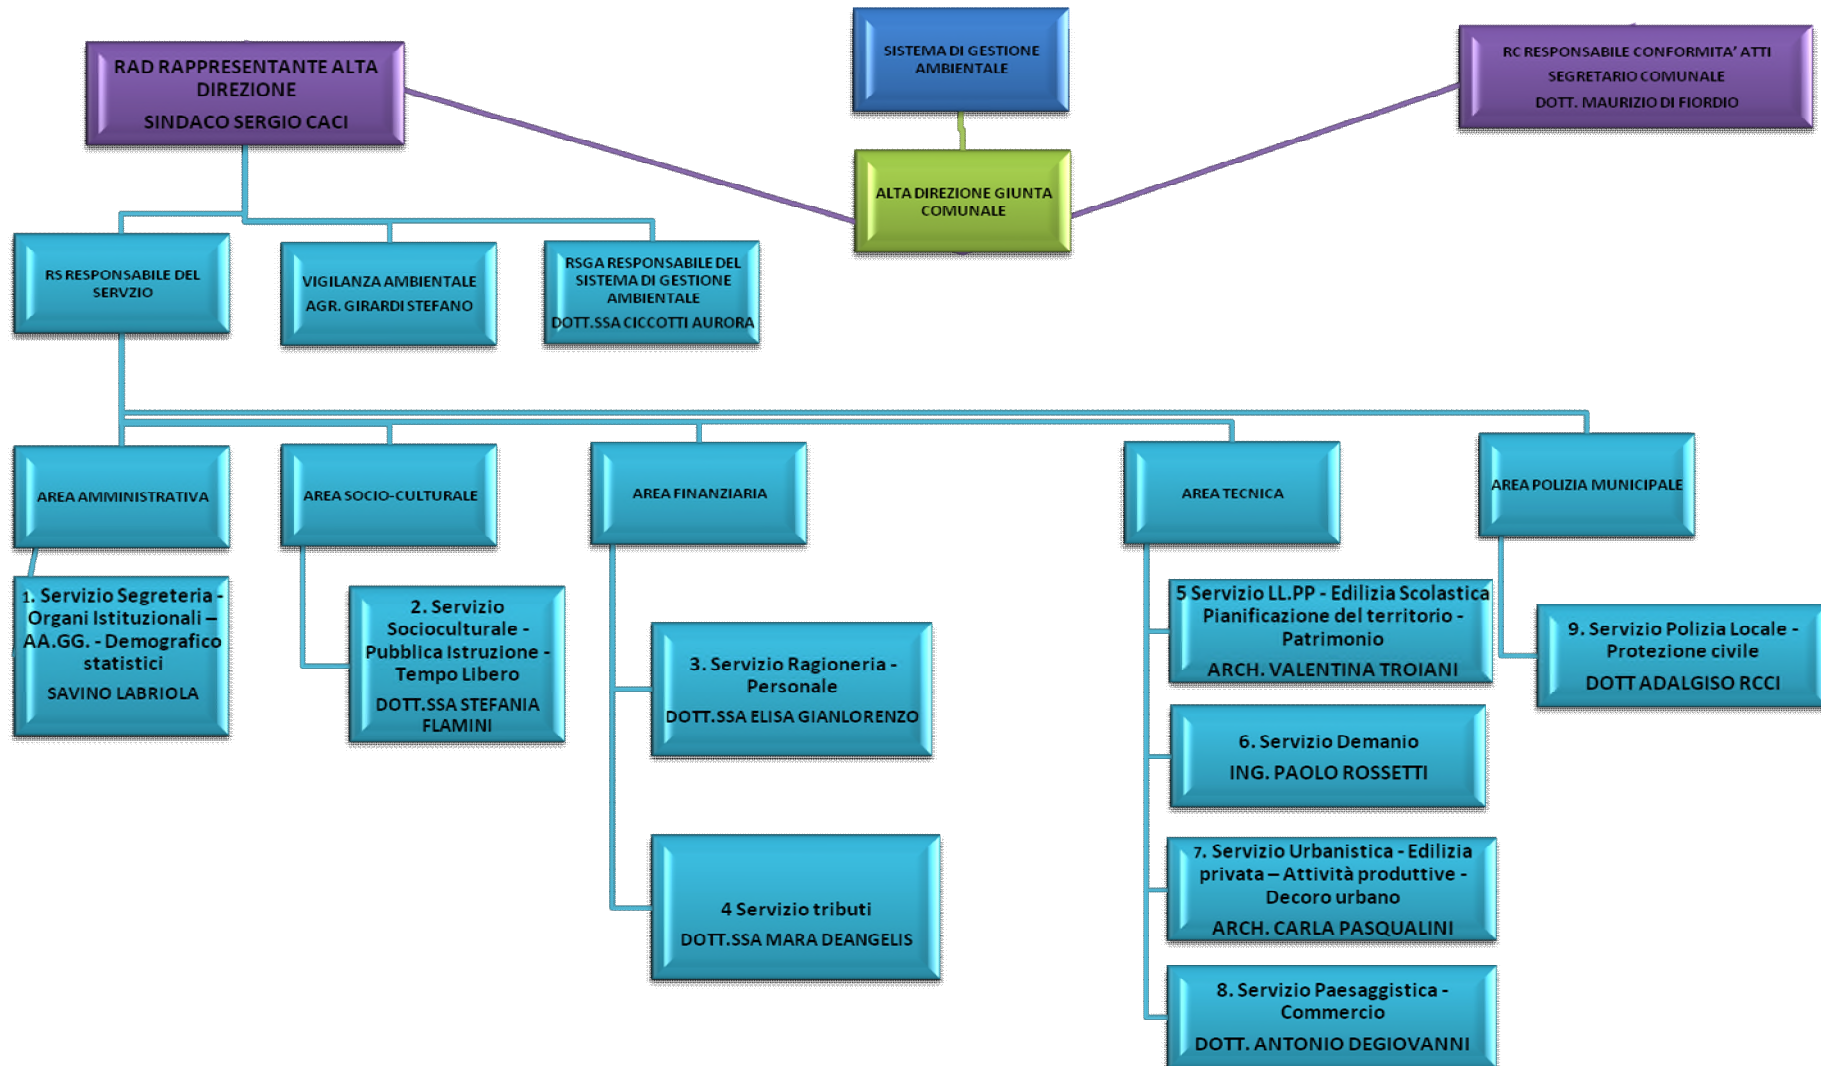 RAD RAPPRESENTANTE ALTA
DIREZIONE
SINDACO SERGIO CACI
SISTEMA DI GESTIONE
AMBIENTALE
RC RESPONSABILE CONFORMITA’ ATTI
SEGRETARIO COMUNALE
DOTT. MAURIZIO DI FIORDIO
ALTA DIREZIONE GIUNTA
COMUNALE
RS RESPONSABILE DEL
SERVZIO
VIGILANZA AMBIENTALE
AGR. GIRARDI STEFANO
RSGA RESPONSABILE DEL
SISTEMA DI GESTIONE
AMBIENTALE
DOTT.SSA CICCOTTI AURORA
AREA AMMINISTRATIVA
AREA SOCIO-CULTURALE
AREA FINANZIARIA
AREA TECNICA
AREA POLIZIA MUNICIPALE
1. Servizio Segreteria -
Organi Istituzionali –
AA.GG. - Demografico
statistici
SAVINO LABRIOLA
2. Servizio
Socioculturale -
Pubblica Istruzione -
Tempo Libero
DOTT.SSA STEFANIA
FLAMINI
3. Servizio Ragioneria -
Personale
DOTT.SSA ELISA GIANLORENZO
4 Servizio tributi
DOTT.SSA MARA DEANGELIS
5 Servizio LL.PP - Edilizia Scolastica
Pianificazione del territorio -
Patrimonio
ARCH. VALENTINA TROIANI
6. Servizio Demanio
ING. PAOLO ROSSETTI
7. Servizio Urbanistica - Edilizia
privata – Attività produttive -
Decoro urbano
ARCH. CARLA PASQUALINI
8. Servizio Paesaggistica -
Commercio
DOTT. ANTONIO DEGIOVANNI
9. Servizio Polizia Locale -
Protezione civile
DOTT ADALGISO RCCI